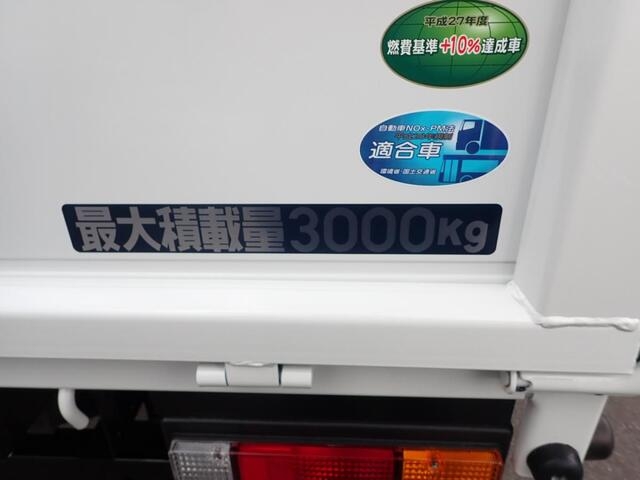 平成27年度
燃費基準+10%達成車
自動車NOx・PM法
適合車
環境省・国土交通省
最大積載量3000Kg